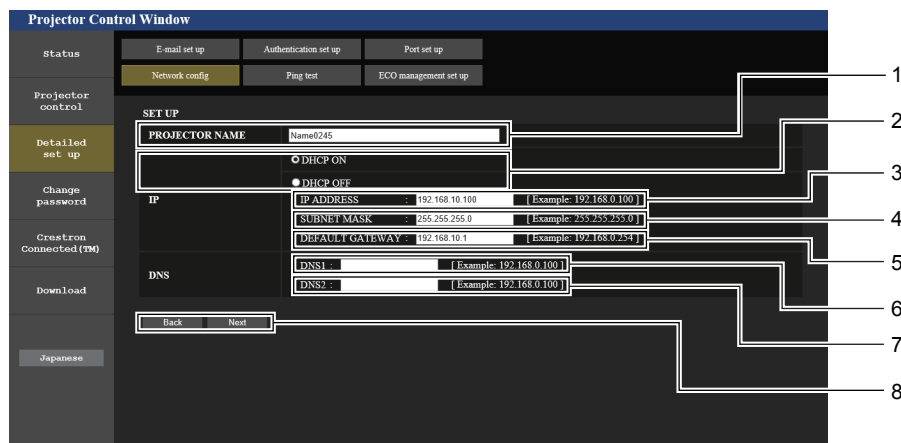 Projector Control Window
Status
Projector
control
Detailed
set up
Change
password
Crestron
Connected(TM)
Download
Japanese
E-mail set up Authentication set up Port set up
Network config Ping test ECO management set up
SET UP
PROJECTOR NAME Name0245
DHCP ON
DHCP OFF
IP
IP ADDRESS : 192.168.10.100 [ Example: 192.168.0.100 ]
SUBNET MASK : 255.255.255.0 [ Example: 255.255.255.0 ]
DEFAULT GATEWAY : 192.168.10.1 [ Example: 192.168.0.254 ]
DNS
DNS1 : [ Example: 192.168.0.100 ]
DNS2 : [ Example: 192.168.0.100 ]
Back Next
1
2
3
4
5
6
7
8